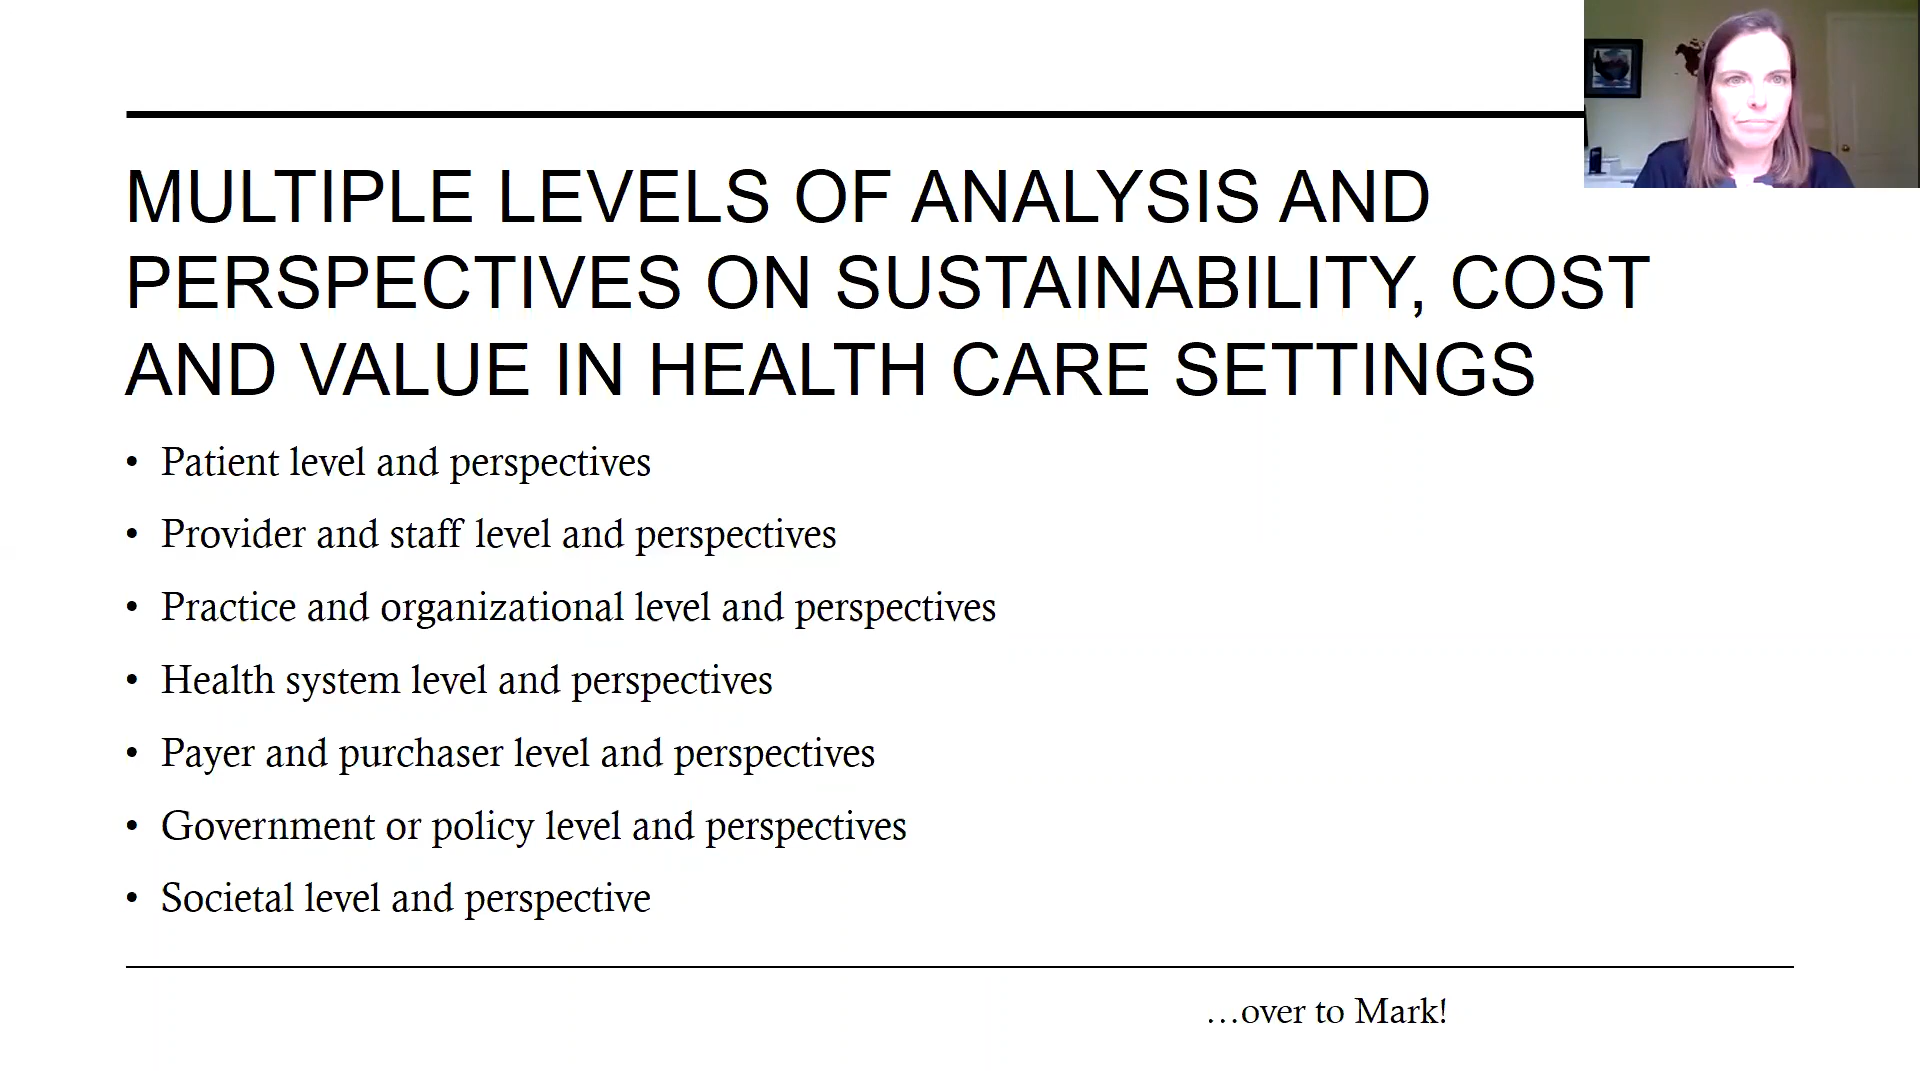 MULTIPLE LEVELS OF ANALYSIS AND
PERSPECTIVES ON SUSTAINABILITY, COST
AND VALUE IN HEALTH CARE SETTINGS
• Patient level and perspectives
• Provider and staff level and perspectives
• Practice and organizational level and perspectives
• Health system level and perspectives
• Payer and purchaser level and perspectives
• Government or policy level and perspectives
• Societal level and perspective
…over to Mark!